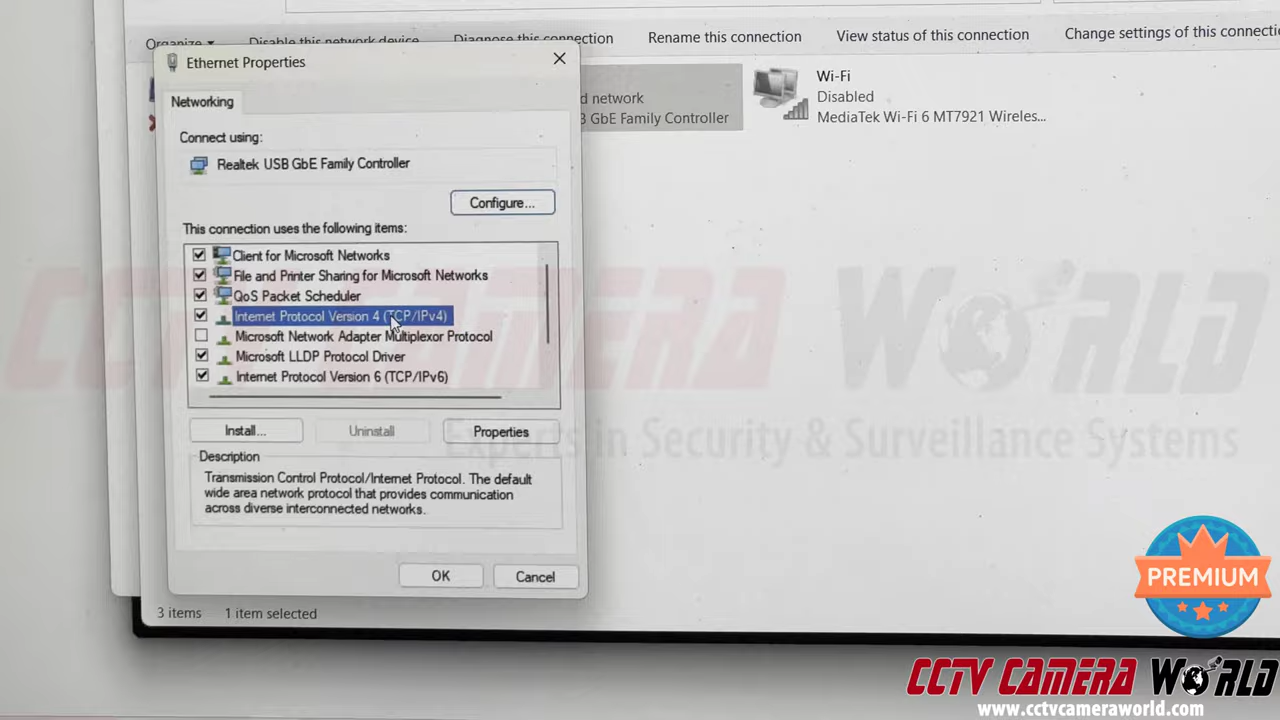 Organize
Disable this network device
Diagnose this connection
Rename this connection
View status of this connection
Change settings of this connectio
Ethernet Properties
Networking
Connect using:
Realtek USB GbE Family Controller
Configure...
This connection uses the following items:
Client for Microsoft Networks
File and Printer Sharing for Microsoft Networks
QoS Packet Scheduler
Internet Protocol Version 4 (TCP/IPv4)
Microsoft Network Adapter Multiplexor Protocol
Microsoft LLDP Protocol Driver
Internet Protocol Version 6 (TCP/IPv6)
Install...
Uninstall
Properties
Description
Transmission Control Protocol/Internet Protocol. The default
wide area network protocol that provides communication
across diverse interconnected networks.
OK
Cancel
d network
GbE Family Controller
Wi-Fi
Disabled
MediaTek Wi-Fi 6 MT7921 Wireles...
3 items
1 item selected
CCTV CAMERA WORLD
Experts in Security & Surveillance Systems
PREMIUM
CCTV CAMERA WORLD
www.cctvcameraworld.com